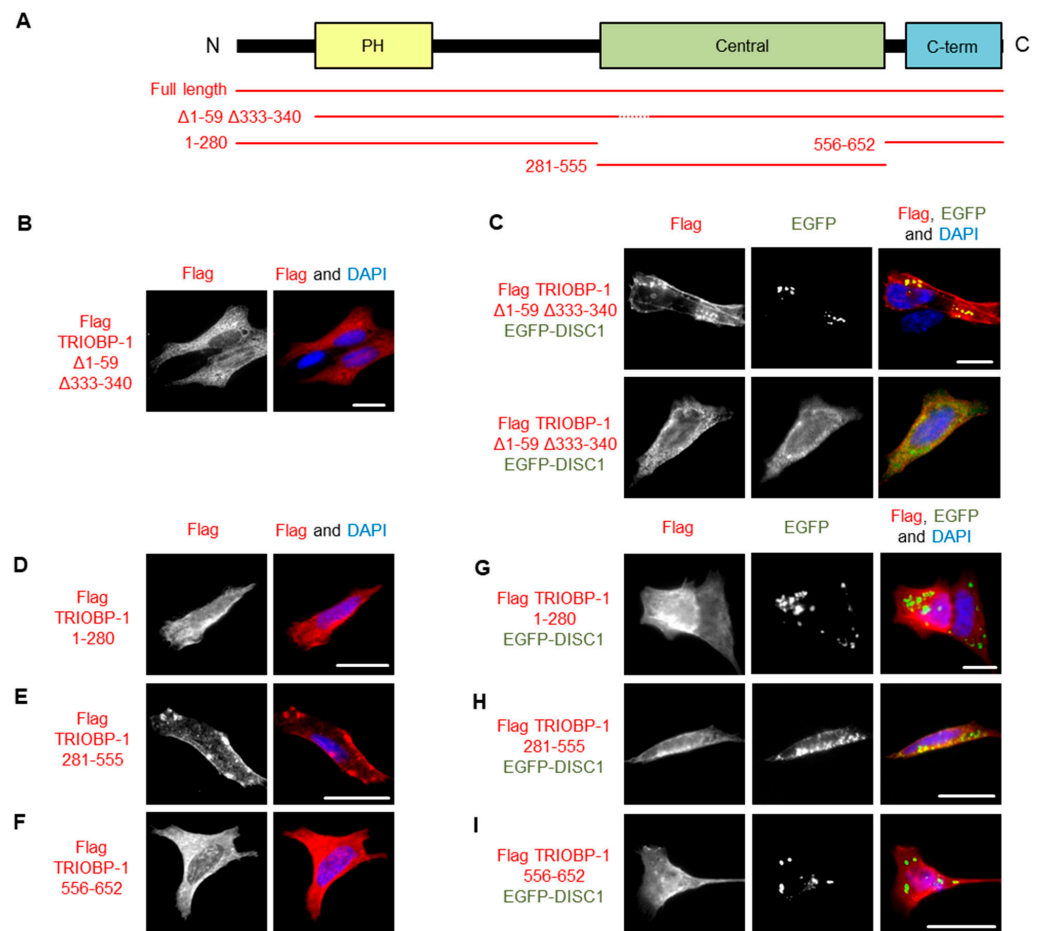 A
N
PH
Central
C-term
C
Full length
Δ1-59 Δ333-340
1-280
556-652
281-555
B
Flag
Flag and DAPI
Flag
TRIOBP-1
Δ1-59
Δ333-340
C
Flag
EGFP
Flag, EGFP
and DAPI
Flag TRIOBP-1
Δ1-59 Δ333-340
EGFP-DISC1
Flag TRIOBP-1
Δ1-59 Δ333-340
EGFP-DISC1
Flag
Flag and DAPI
D
Flag
TRIOBP-1
1-280
E
Flag
TRIOBP-1
281-555
F
Flag
TRIOBP-1
556-652
Flag
EGFP
Flag, EGFP
and DAPI
G
Flag TRIOBP-1
1-280
EGFP-DISC1
H
Flag TRIOBP-1
281-555
EGFP-DISC1
I
Flag TRIOBP-1
556-652
EGFP-DISC1